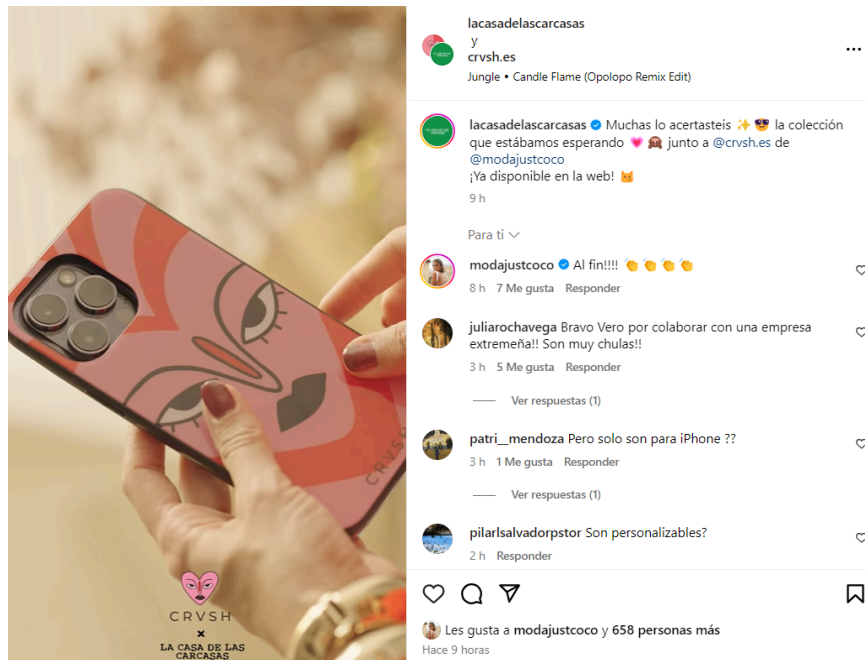 CRVSH
CRVSH
×
LA CASA DE LAS
CARCASAS
lacasadelascarcasas
y
crvsh.es
Jungle • Candle Flame (Opolopo Remix Edit)
lacasadelascarcasas Muchas lo acertasteis ✨ 😎 la colección
que estábamos esperando 💗 🙈 junto a @crvsh.es de
@modajustcoco
¡Ya disponible en la web! 😼
9 h
Para ti
modajustcoco Al fin!!!! 👏 👏 👏 👏
8 h 7 Me gusta Responder
juliarochavega Bravo Vero por colaborar con una empresa
extremeña!! Son muy chulas!!
3 h 5 Me gusta Responder
Ver respuestas (1)
patri__mendoza Pero solo son para iPhone ??
3 h 1 Me gusta Responder
Ver respuestas (1)
pilarlsalvadorpstor Son personalizables?
2 h Responder
Les gusta a modajustcoco y 658 personas más
Hace 9 horas